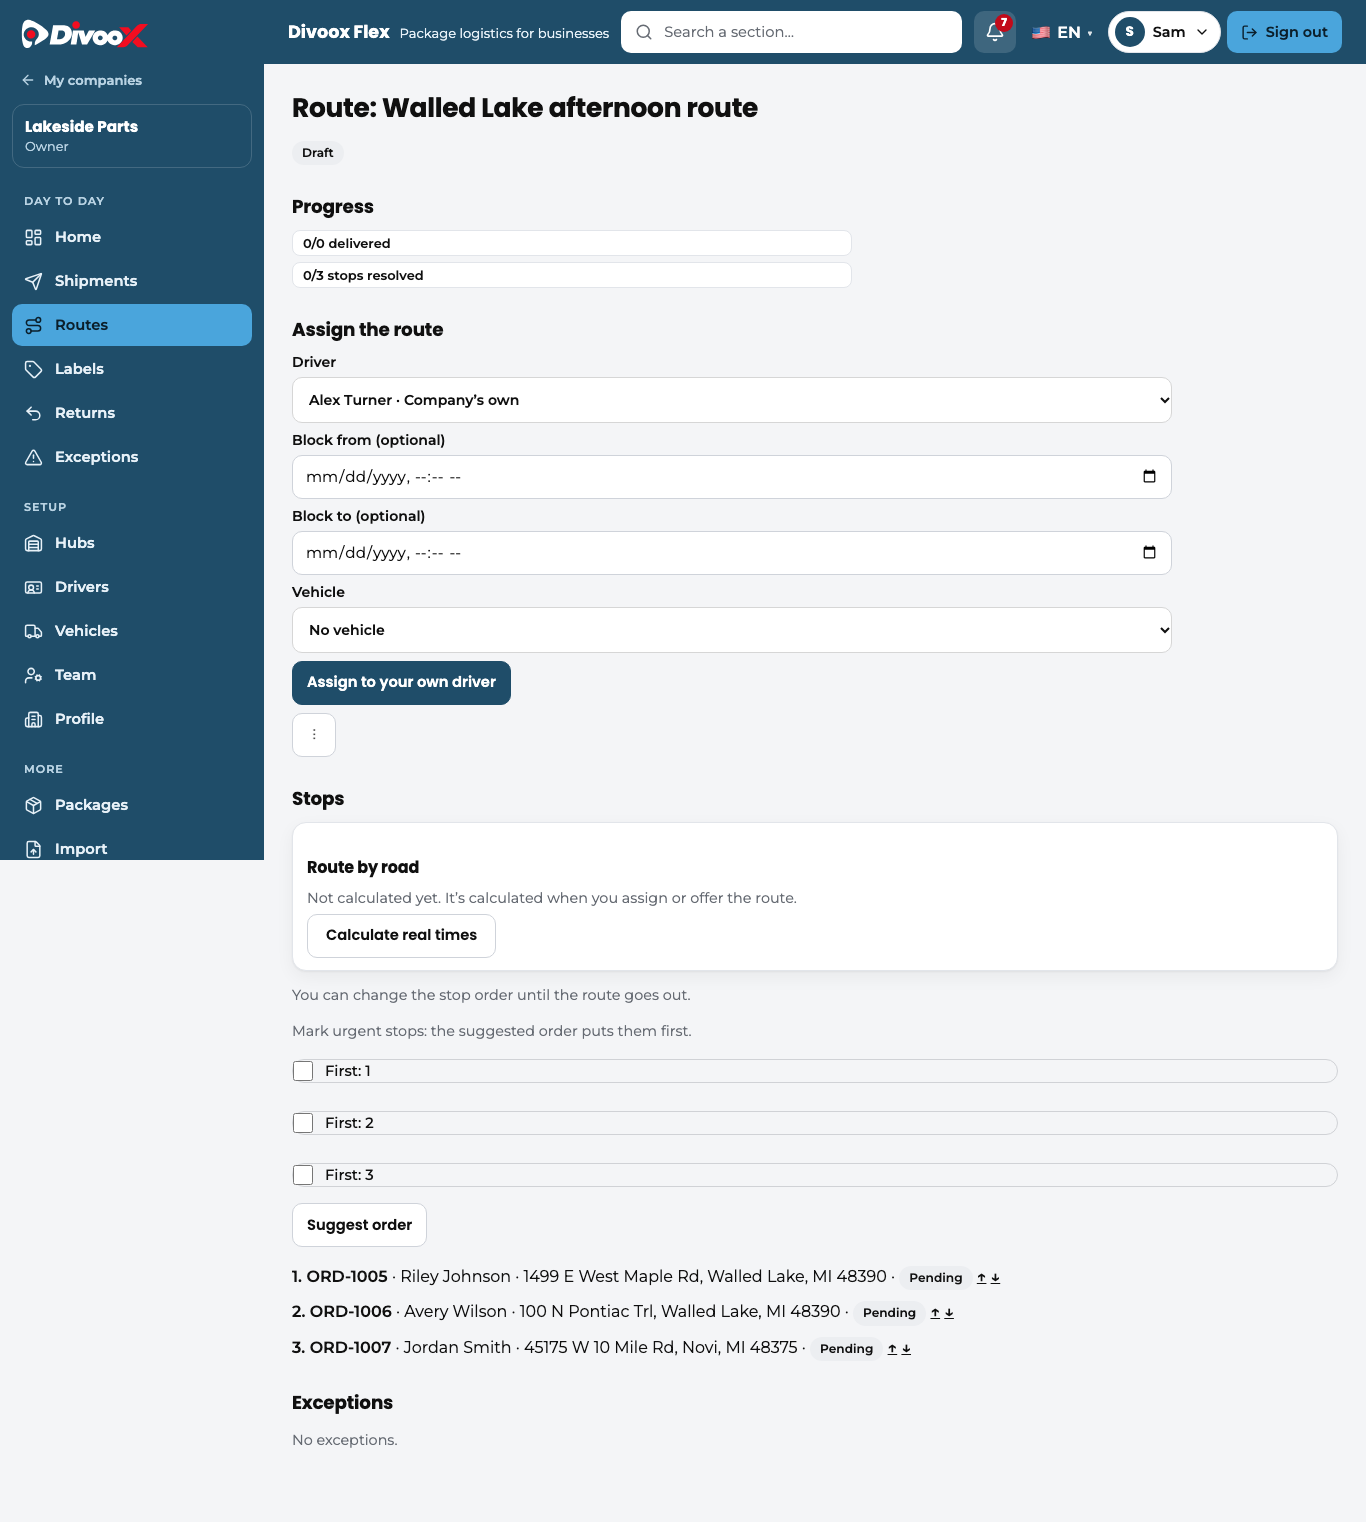 DivooX
Divoox Flex Package logistics for businesses
Search a section...
7
🇺🇸 EN ▾
S Sam
Sign out
← My companies
Lakeside Parts
Owner
DAY TO DAY
Home
Shipments
Routes
Labels
Returns
Exceptions
SETUP
Hubs
Drivers
Vehicles
Team
Profile
MORE
Packages
Import
Route: Walled Lake afternoon route
Draft
Progress
0/0 delivered
0/3 stops resolved
Assign the route
Driver
Alex Turner · Company’s own
Block from (optional)
mm/dd/yyyy, --:-- --
Block to (optional)
mm/dd/yyyy, --:-- --
Vehicle
No vehicle
Assign to your own driver
⋮
Stops
Route by road
Not calculated yet. It’s calculated when you assign or offer the route.
Calculate real times
You can change the stop order until the route goes out.
Mark urgent stops: the suggested order puts them first.
First: 1
First: 2
First: 3
Suggest order
1. ORD-1005 · Riley Johnson · 1499 E West Maple Rd, Walled Lake, MI 48390 · Pending ↑ ↓
2. ORD-1006 · Avery Wilson · 100 N Pontiac Trl, Walled Lake, MI 48390 · Pending ↑ ↓
3. ORD-1007 · Jordan Smith · 45175 W 10 Mile Rd, Novi, MI 48375 · Pending ↑ ↓
Exceptions
No exceptions.